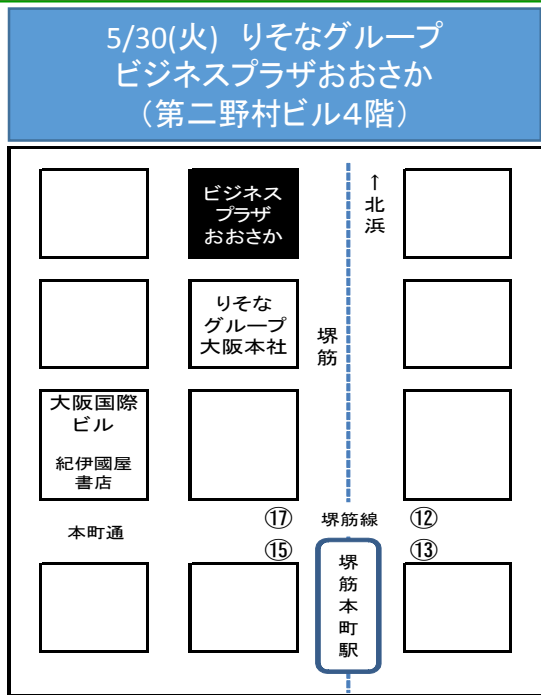 5/30(火) りそなグループ
ビジネスプラザおおさか
(第二野村ビル4階)
ビジネス
プラザ
おおさか
↑北浜
りそな
グループ
大阪本社
堺筋
大阪国際
ビル
紀伊國屋
書店
本町通
⑰ 堺筋線 ⑫
⑮ ⑬
堺筋本町駅